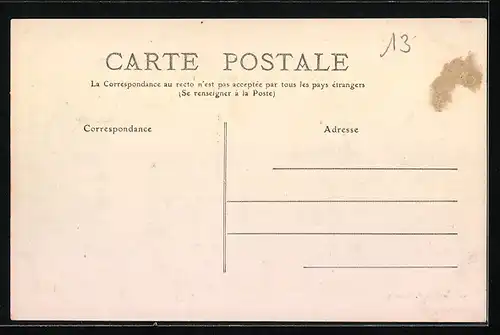 13
CARTE POSTALE
La Correspondance au recto n'est pas acceptée par tous les pays étrangers
(Se renseigner à la Poste)
Correspondance
Adresse